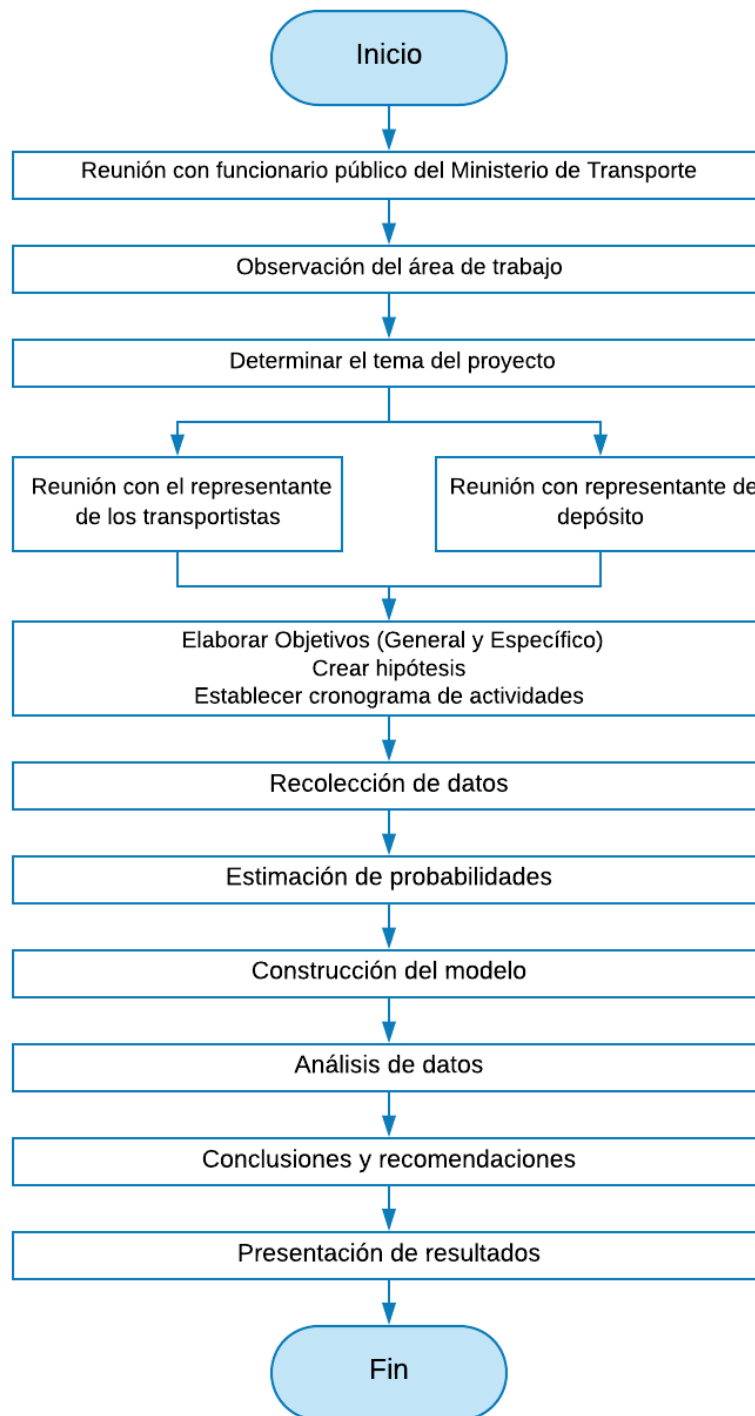 Inicio
Reunión con funcionario público del Ministerio de Transporte
Observación del área de trabajo
Determinar el tema del proyecto
Reunión con el representante
de los transportistas
Reunión con representante de
depósito
Elaborar Objetivos (General y Específico)
Crear hipótesis
Establecer cronograma de actividades
Recolección de datos
Estimación de probabilidades
Construcción del modelo
Análisis de datos
Conclusiones y recomendaciones
Presentación de resultados
Fin